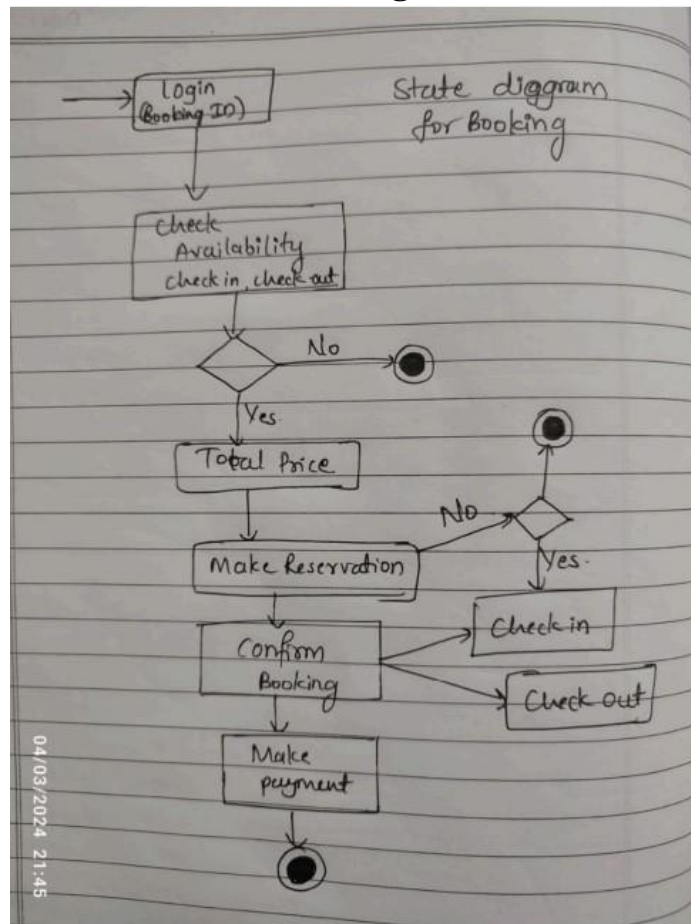 Login
(Booking ID)
State diagram
for Booking
Check
Availability
check in, check out
No
Yes.
Total Price
No
Make Reservation
Yes.
Check in
Confirm
Booking
Check out
Make
payment
04/03/2024 21:45